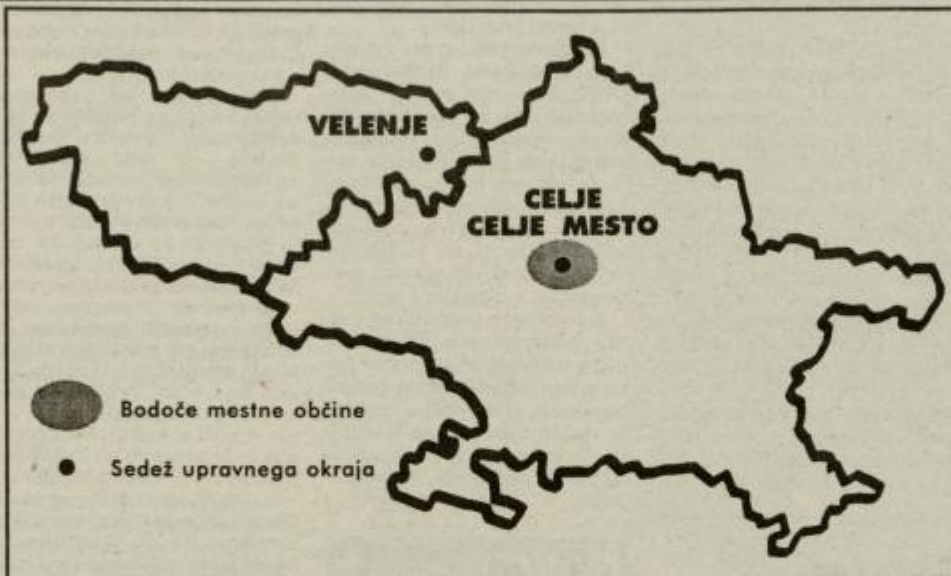 VELENJE
CELJE
CELJE MESTO
Bodoče mestne občine
Sedež upravnega okraja